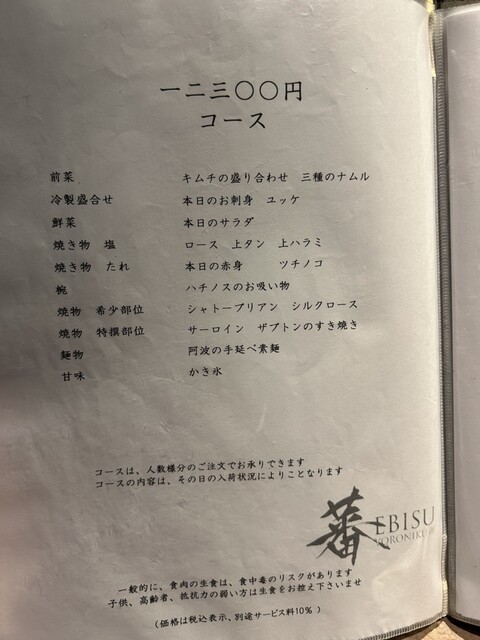 一二三〇〇円
コース
前菜 キムチの盛り合わせ 三種のナムル
冷製盛合せ 本日のお刺身 ユッケ
鮮菜 本日のサラダ
焼き物 塩 ロース 上タン 上ハラミ
焼き物 たれ 本日の赤身 ツチノコ
椀 ハチノスのお吸い物
焼物 希少部位 シャトーブリアン シルクロース
焼物 特撰部位 サーロイン ザブトンのすき焼き
麺物 阿波の手延べ素麺
甘味 かき氷
コースは、人数様分のご注文でお承りできます
コースの内容は、その日の入荷状況によりことなります
蕃 EBISU
YORONIKU
一般的に、食肉の生食は、食中毒のリスクがあります
子供、高齢者、抵抗力の弱い方は生食をお控え下さいませ
(価格は税込表示、別途サービス料10%)